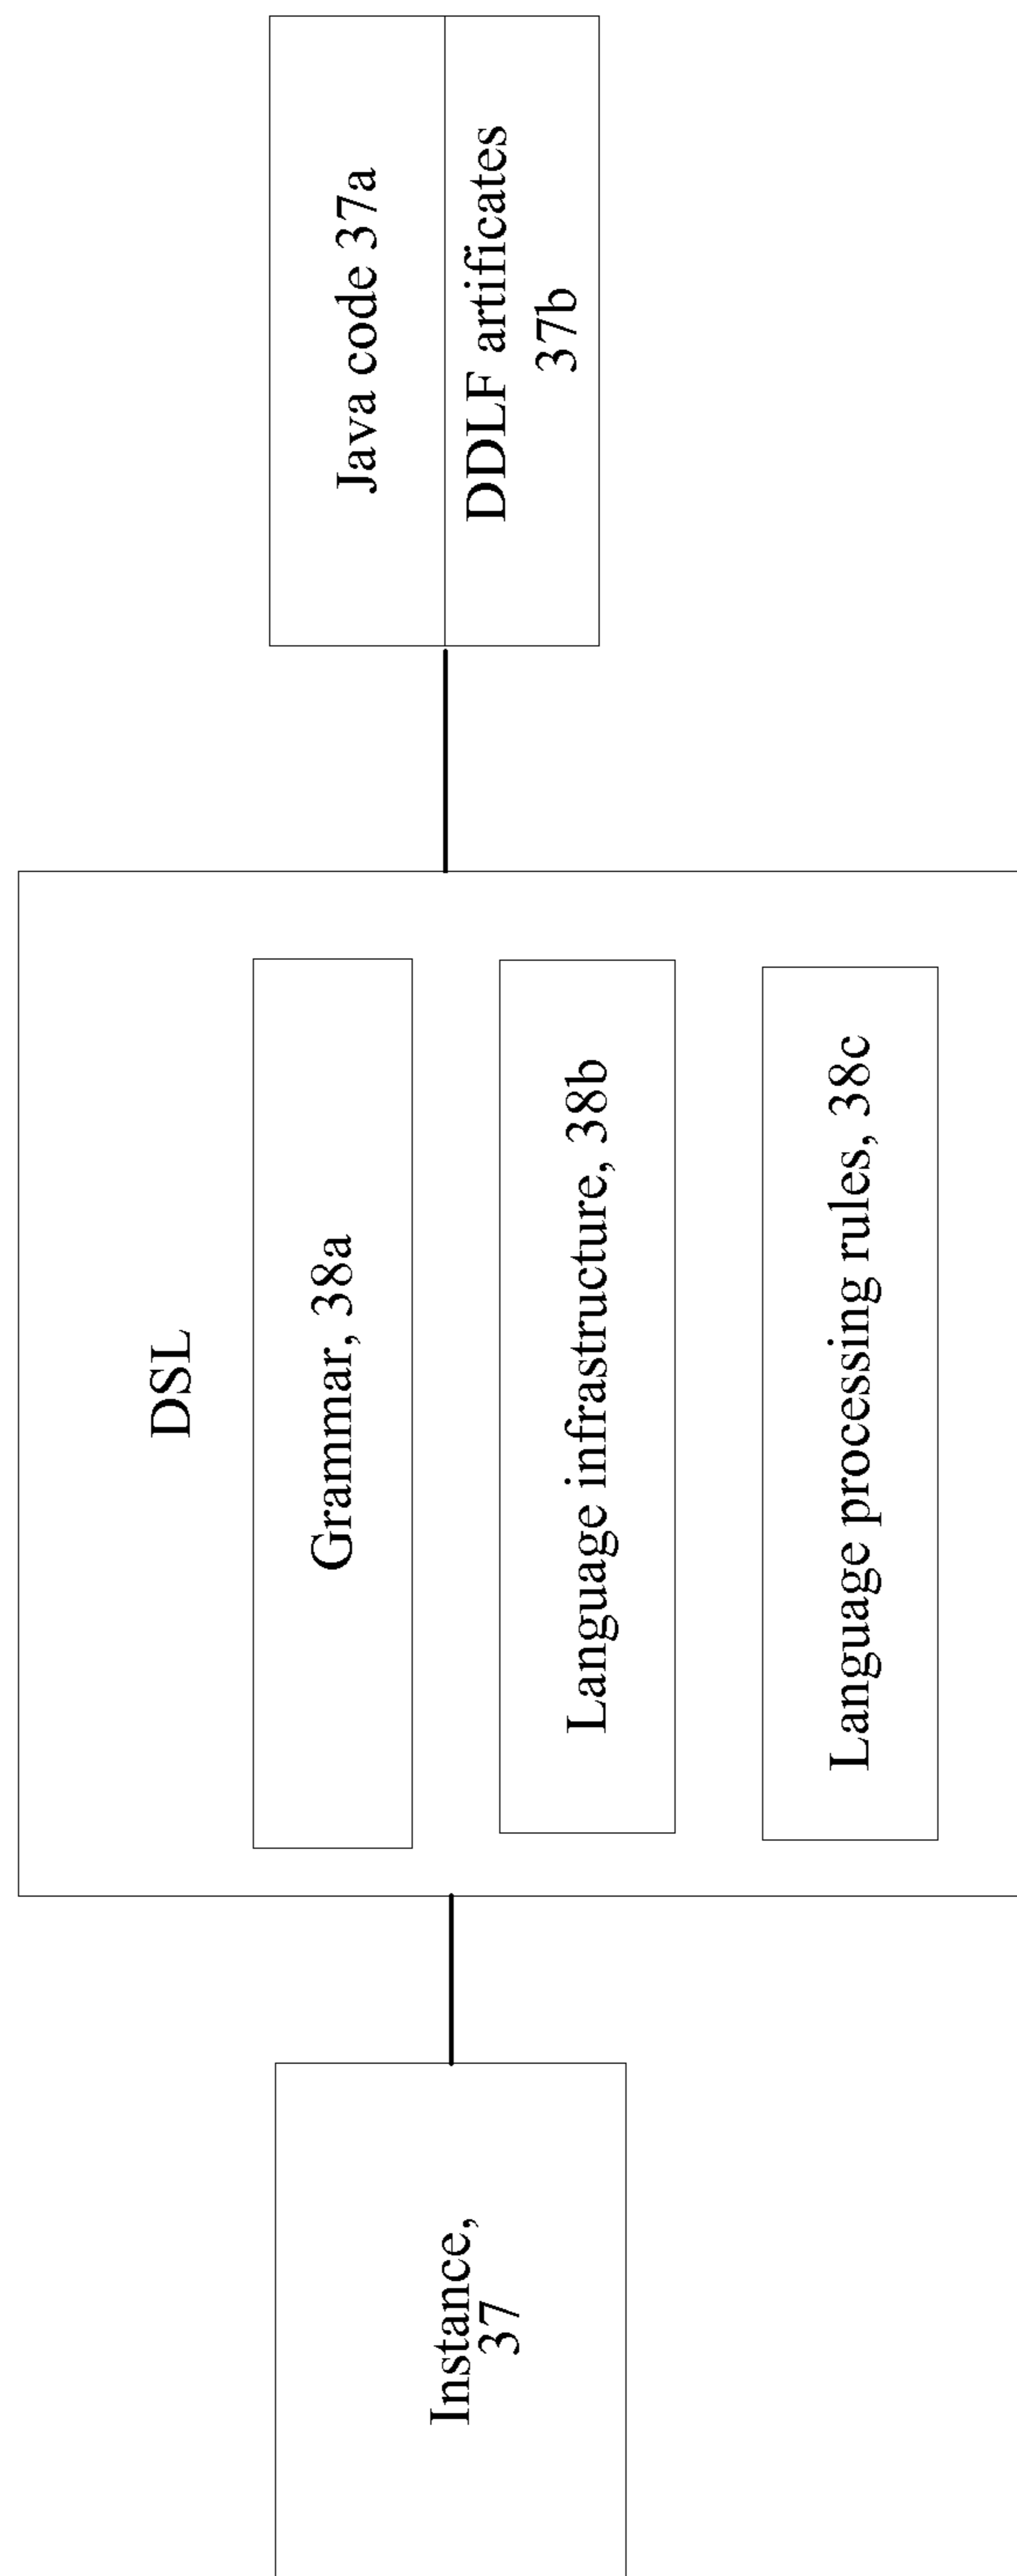 Instance,
37
DSL
Grammar, 38a
Language infrastructure, 38b
Language processing rules, 38c
Java code 37a
DDLF artificates
37b